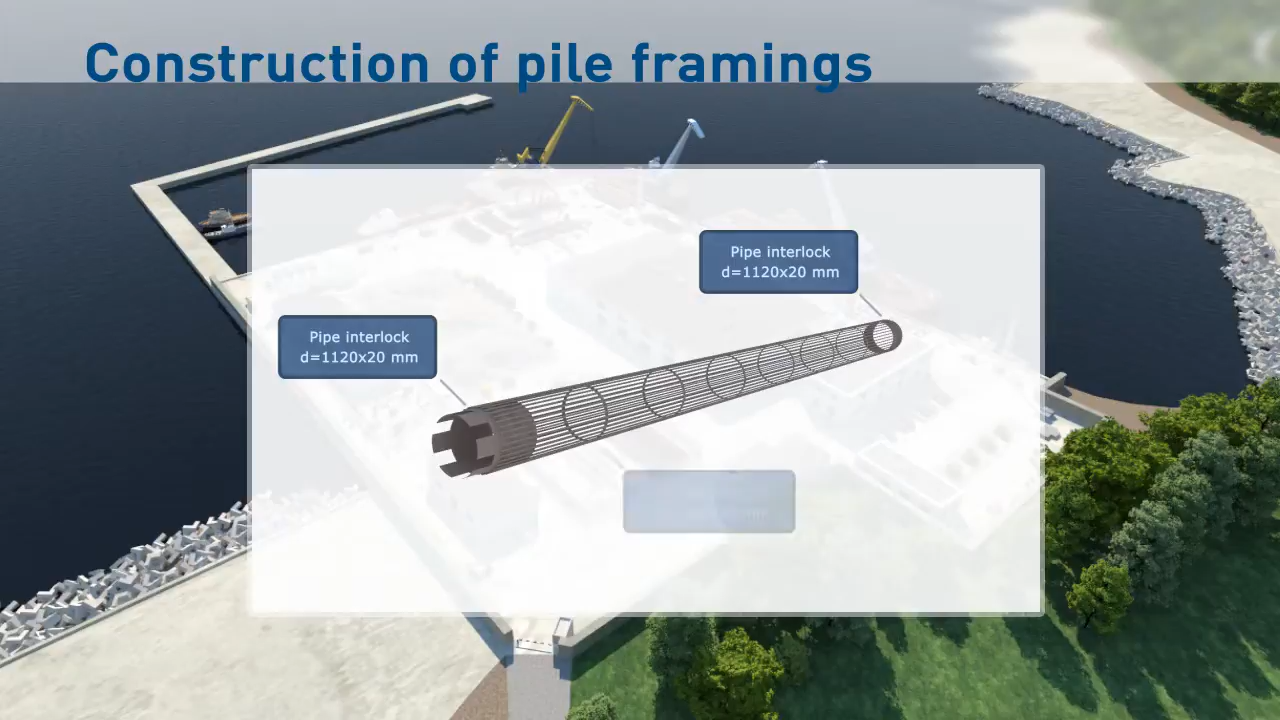 Construction of pile framings
Pipe interlock
d=1120x20 mm
Pipe interlock
d=1120x20 mm